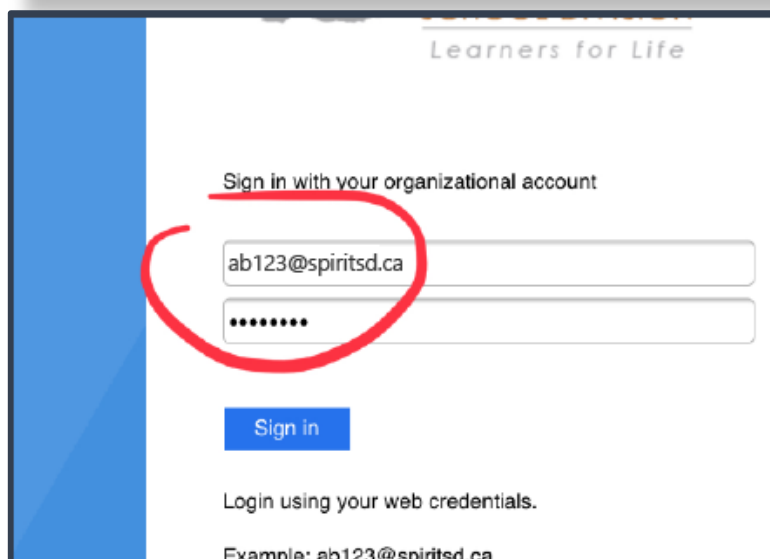 Learners for Life
Sign in with your organizational account
ab123@spiritsd.ca
••••••••
Sign in
Login using your web credentials.
Example: ab123@spiritsd.ca